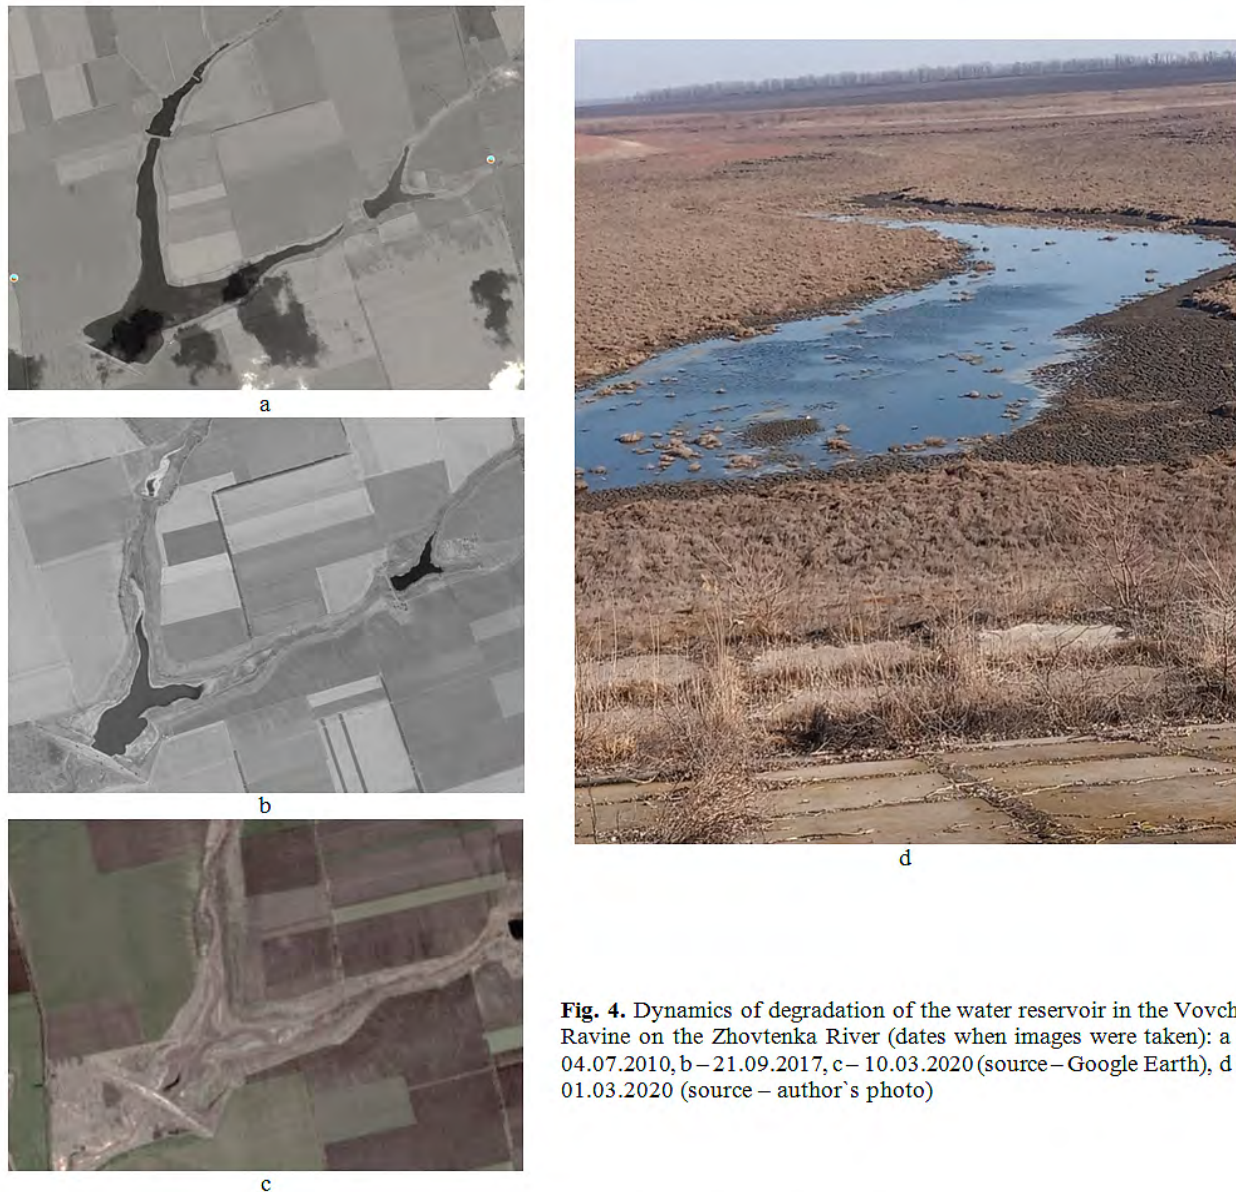 a
b
c
d
Fig. 4. Dynamics of degradation of the water reservoir in the Vovch
Ravine on the Zhovtenka River (dates when images were taken): a
04.07.2010, b – 21.09.2017, c – 10.03.2020 (source – Google Earth), d
01.03.2020 (source – author`s photo)